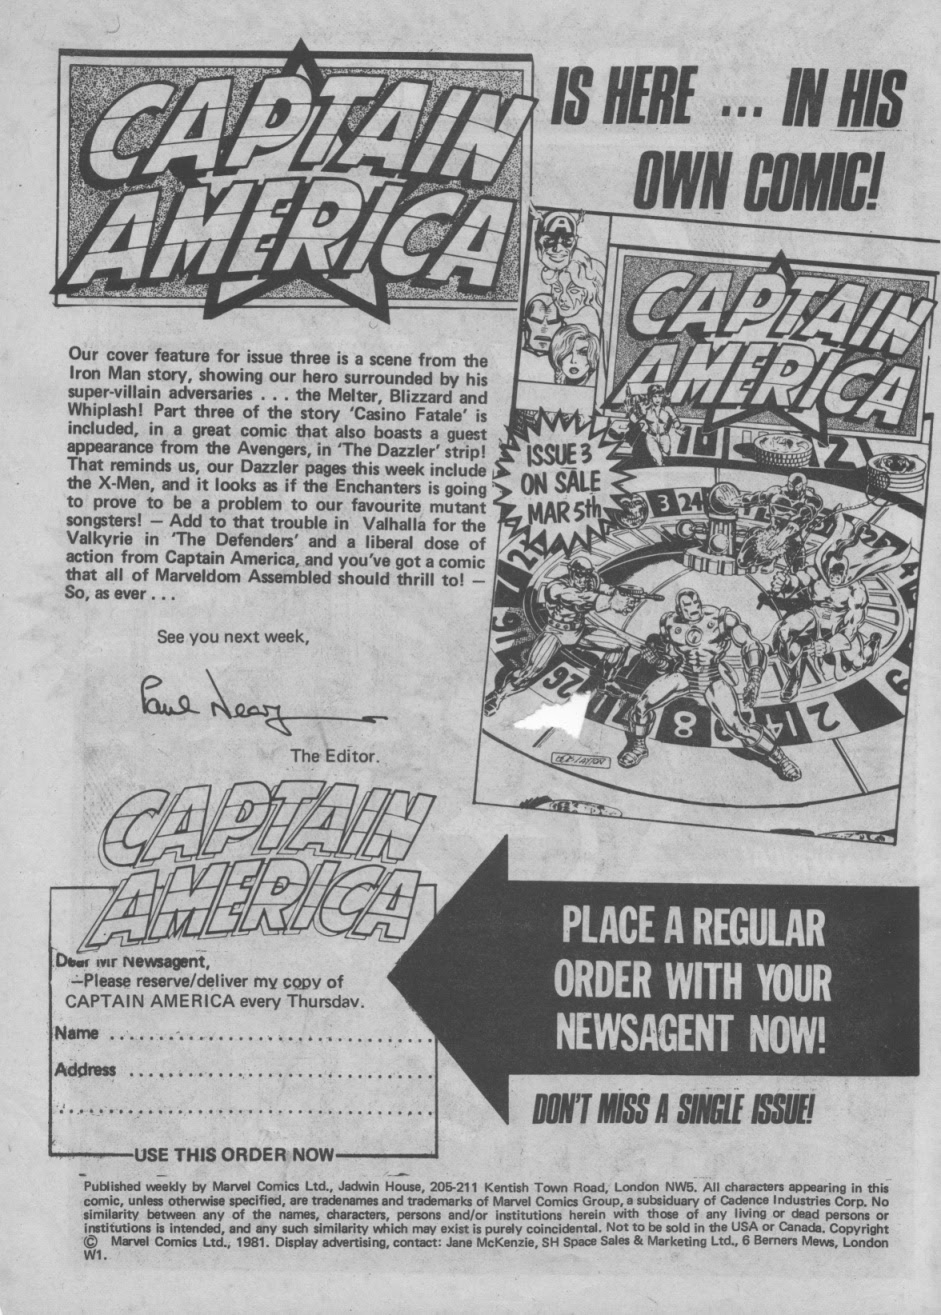 CAPTAIN
AMERICA
IS HERE ... IN HIS
OWN COMIC!
Our cover feature for issue three is a scene from the
Iron Man story, showing our hero surrounded by his
super-villain adversaries . . . the Melter, Blizzard and
Whiplash! Part three of the story ‘Casino Fatale’ is
included, in a great comic that also boasts a guest
appearance from the Avengers, in ‘The Dazzler’ strip!
That reminds us, our Dazzler pages this week include
the X-Men, and it looks as if the Enchanters is going
to prove to be a problem to our favourite mutant
songsters! — Add to that trouble in Valhalla for the
Valkyrie in ‘The Defenders’ and a liberal dose of
action from Captain America, and you’ve got a comic
that all of Marveldom Assembled should thrill to! —
So, as ever . . .
See you next week,
Paul Neary
The Editor.
A
CAPTAIN
AMERICA
ISSUE 3
ON SALE
MAR 5th
2
3 24
16
26
8
14
2
CAPTAIN
AMERICA
Dear Mr Newsagent,
—Please reserve/deliver my copy of
CAPTAIN AMERICA every Thursday.
Name
Address
USE THIS ORDER NOW
PLACE A REGULAR
ORDER WITH YOUR
NEWSAGENT NOW!
DON'T MISS A SINGLE ISSUE!
Published weekly by Marvel Comics Ltd., Jadwin House, 205-211 Kentish Town Road, London NW5. All characters appearing in this
comic, unless otherwise specified, are tradenames and trademarks of Marvel Comics Group, a subsiduary of Cadence Industries Corp. No
similarity between any of the names, characters, persons and/or institutions herein with those of any living or dead persons or
institutions is intended, and any such similarity which may exist is purely coincidental. Not to be sold in the USA or Canada. Copyright
© Marvel Comics Ltd., 1981. Display advertising, contact: Jane McKenzie, SH Space Sales & Marketing Ltd., 6 Berners Mews, London
W1.